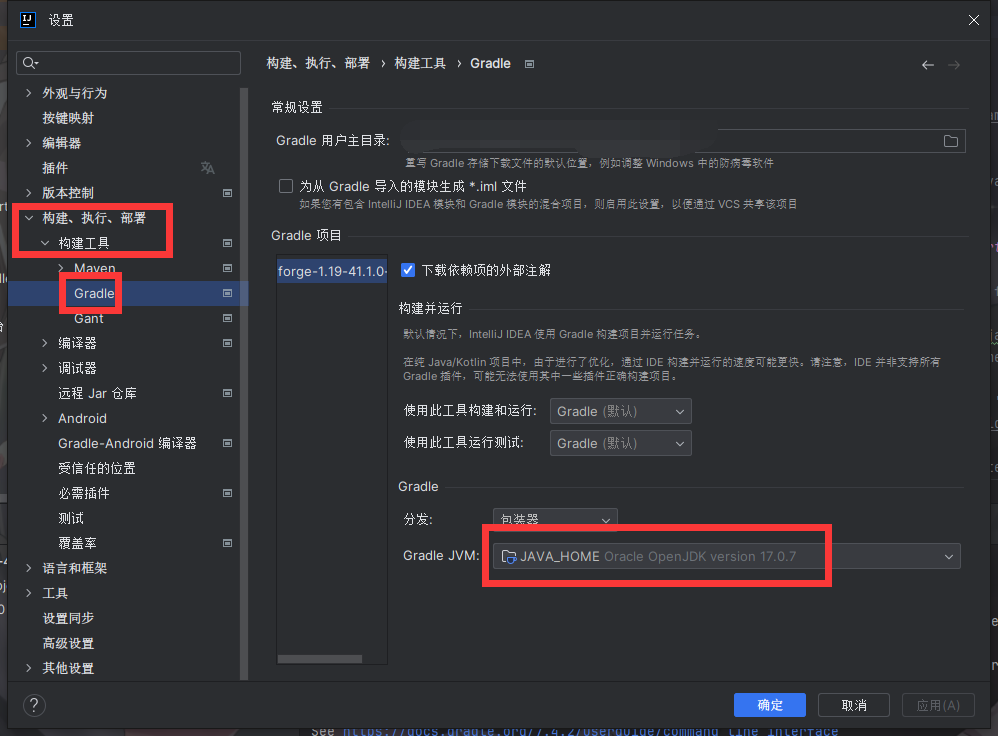 设置
外观与行为
按键映射
编辑器
插件
版本控制
构建、执行、部署
构建工具
Maven
Gradle
Gant
编译器
调试器
远程 Jar 仓库
Android
Gradle-Android 编译器
受信任的位置
必需插件
测试
覆盖率
语言和框架
工具
设置同步
高级设置
其他设置
构建、执行、部署 › 构建工具 › Gradle
常规设置
Gradle 用户主目录:
重写 Gradle 存储下载文件的默认位置，例如调整 Windows 中的防病毒软件
为从 Gradle 导入的模块生成 *.iml 文件
如果您有包含 IntelliJ IDEA 模块和 Gradle 模块的混合项目，则启用此设置，以便通过 VCS 共享该项目
Gradle 项目
forge-1.19-41.1.0-
下载依赖项的外部注解
构建并运行
默认情况下，IntelliJ IDEA 使用 Gradle 构建项目并运行任务。
在纯 Java/Kotlin 项目中，由于进行了优化，通过 IDE 构建并运行的速度可能更快。请注意，IDE 并非支持所有
Gradle 插件，可能无法使用其中一些插件正确构建项目。
使用此工具构建和运行: Gradle (默认)
使用此工具运行测试: Gradle (默认)
Gradle
分发: 包装器
Gradle JVM: JAVA_HOME Oracle OpenJDK version 17.0.7
?
确定 取消 应用(A)
See https://docs.gradle.org/7.4.2/userguide/command_line_interface